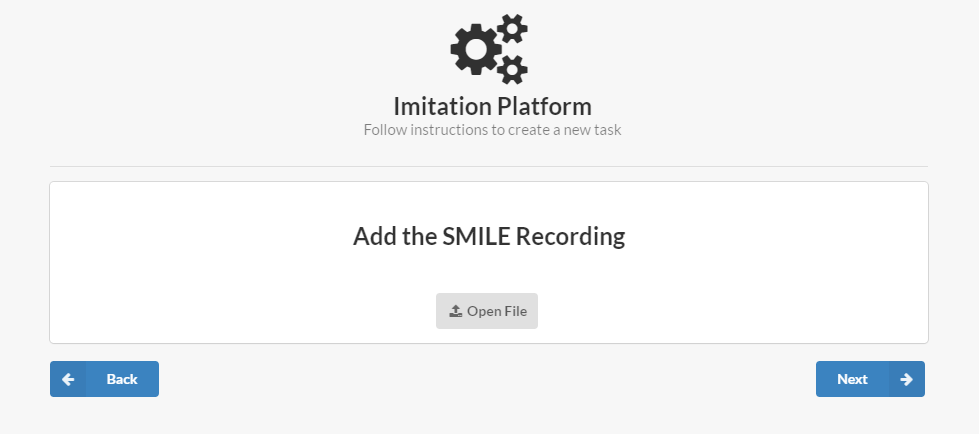 Imitation Platform
Follow instructions to create a new task
Add the SMILE Recording
Open File
Back
Next